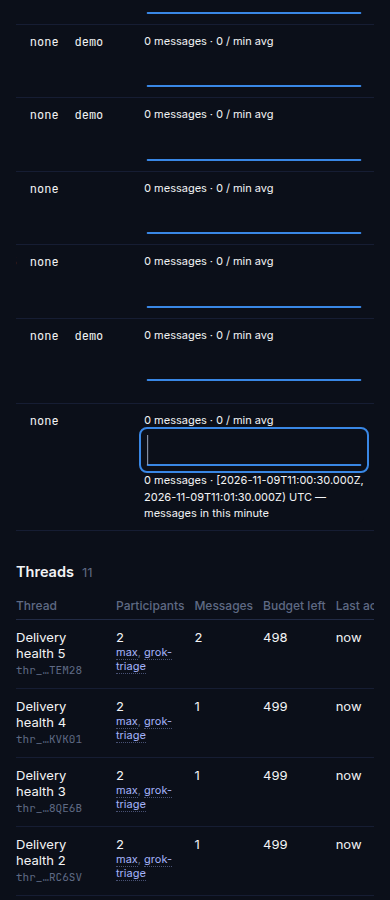 none demo 0 messages · 0 / min avg
none demo 0 messages · 0 / min avg
none 0 messages · 0 / min avg
none 0 messages · 0 / min avg
none demo 0 messages · 0 / min avg
none 0 messages · 0 / min avg
0 messages · [2026-11-09T11:00:30.000Z,
2026-11-09T11:01:30.000Z) UTC —
messages in this minute
Threads 11
Thread Participants Messages Budget left Last ac
Delivery 2 2 498 now
health 5 max, grok-
thr_…TEM28 triage
Delivery 2 1 499 now
health 4 max, grok-
thr_…KVK01 triage
Delivery 2 1 499 now
health 3 max, grok-
thr_…8QE6B triage
Delivery 2 1 499 now
health 2 max, grok-
thr_…RC6SV triage